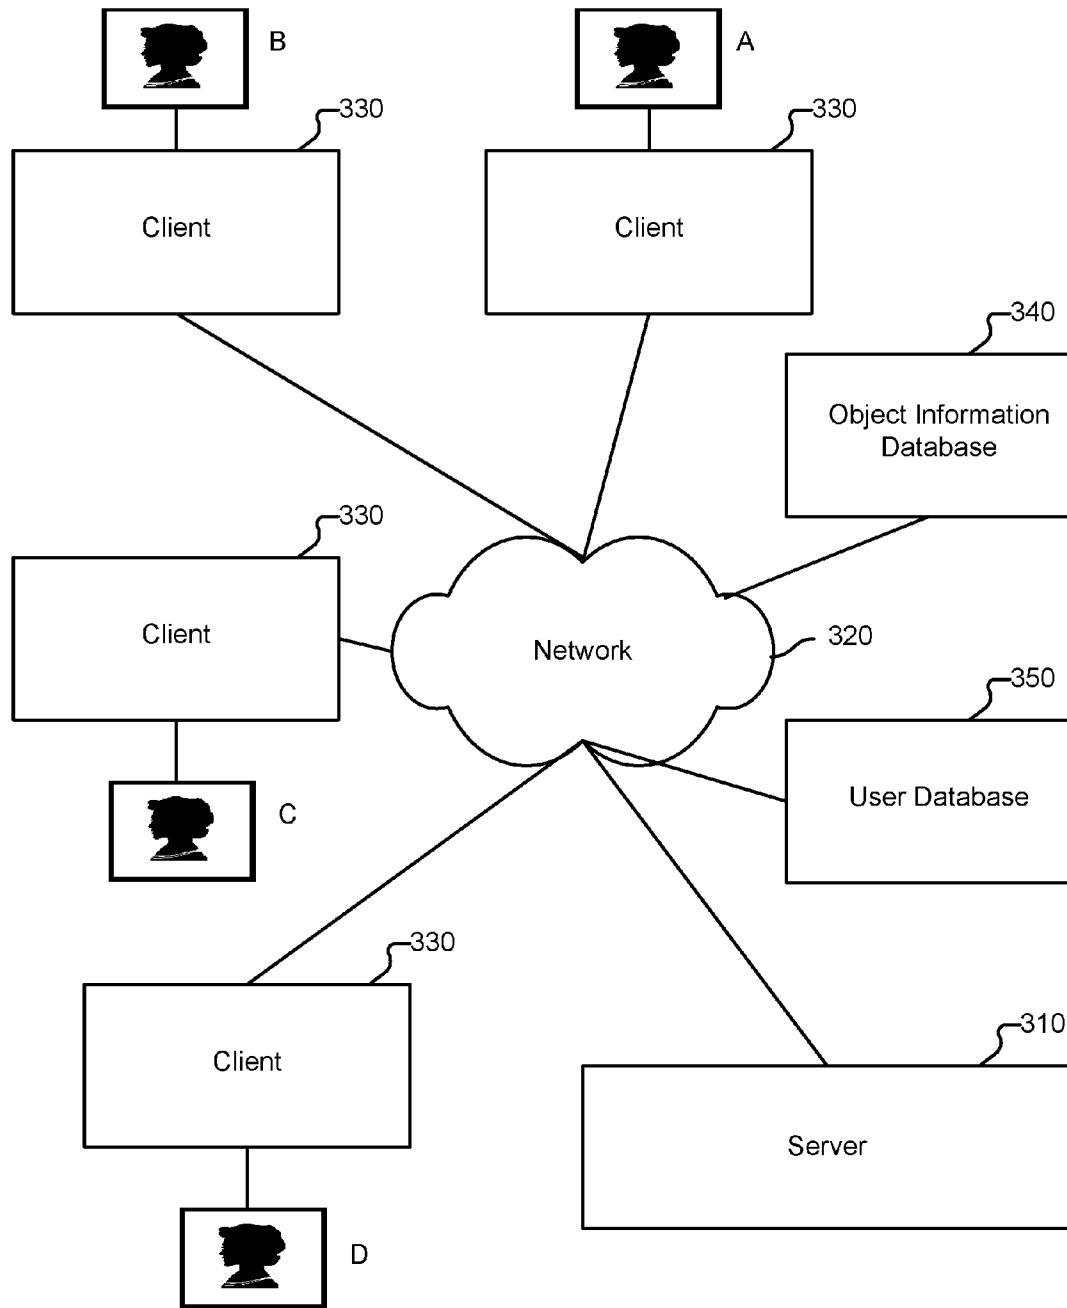 B
A
330
330
Client
Client
340
Object Information
Database
330
Client
Network
320
350
User Database
C
330
Client
310
Server
D